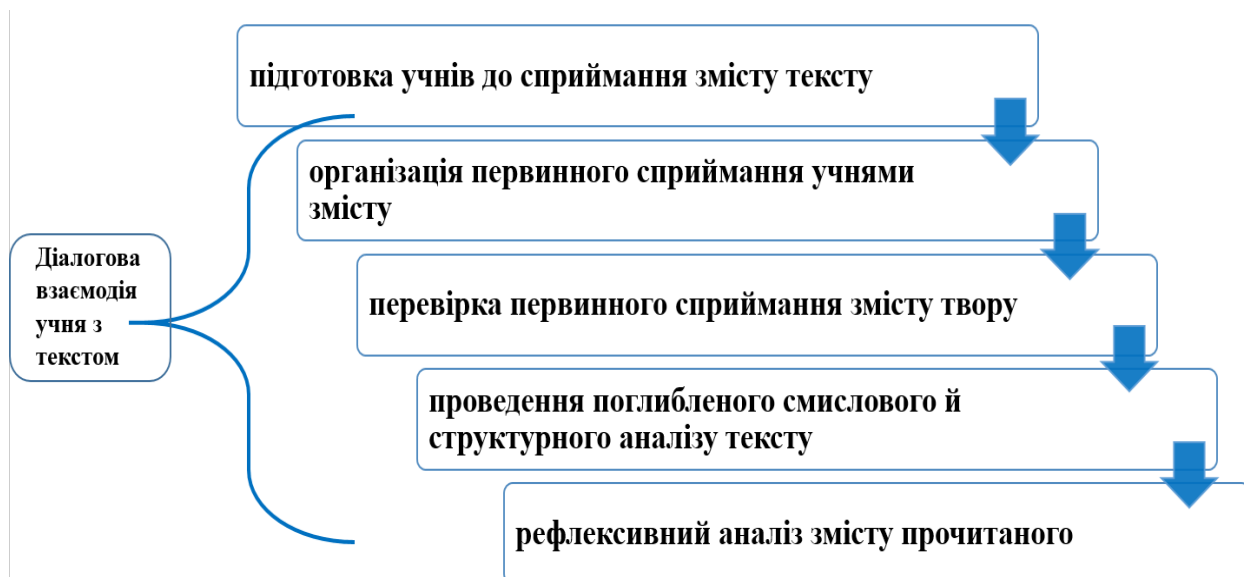 підготовка учнів до сприймання змісту тексту
організація первинного сприймання учнями
змісту
Діалогова
взаємодія
учня з
текстом
перевірка первинного сприймання змісту твору
проведення поглибленого смислового й
структурного аналізу тексту
рефлексивний аналіз змісту прочитаного